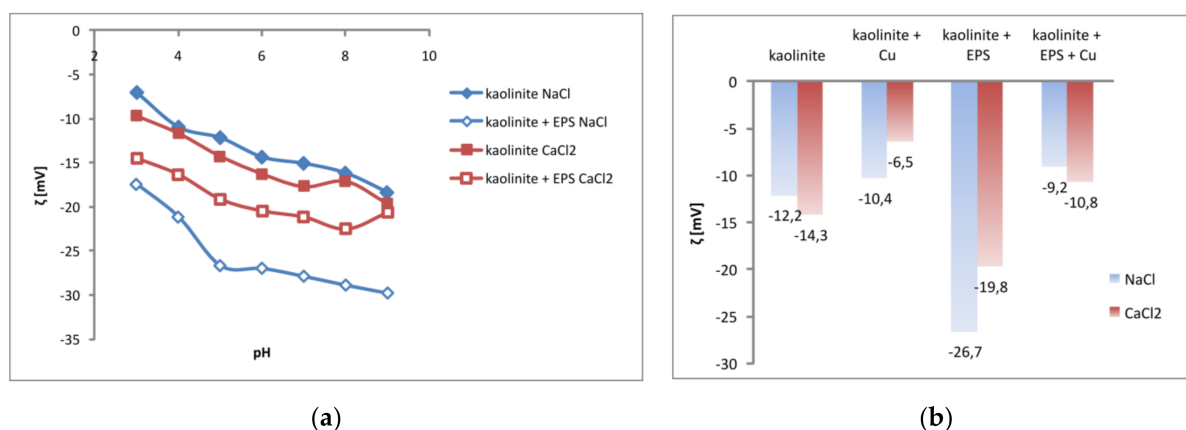 0
2
4
6
8
10
-5
-10
-15
-20
-25
-30
-35
ζ [mV]
pH
kaolinite NaCl
kaolinite + EPS NaCl
kaolinite CaCl2
kaolinite + EPS CaCl2
(a)
kaolinite
kaolinite +
Cu
kaolinite +
EPS
kaolinite +
EPS + Cu
0
-5
-10
-15
-20
-25
-30
ζ [mV]
-12,2
-14,3
-10,4
-6,5
-26,7
-19,8
-9,2
-10,8
NaCl
CaCl2
(b)